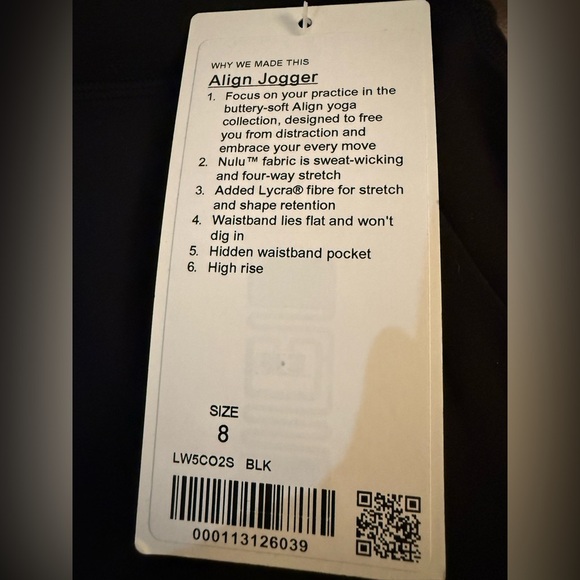 WHY WE MADE THIS
Align Jogger
1. Focus on your practice in the
buttery-soft Align yoga
collection, designed to free
you from distraction and
embrace your every move
2. Nulu™ fabric is sweat-wicking
and four-way stretch
3. Added Lycra® fibre for stretch
and shape retention
4. Waistband lies flat and won't
dig in
5. Hidden waistband pocket
6. High rise
SIZE
8
LW5CO2S BLK
000113126039